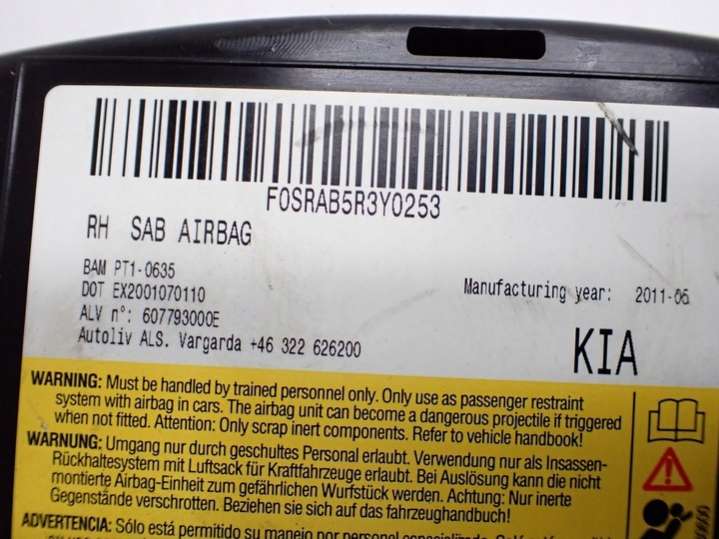 F0SRAB5R3Y0253
RH SAB AIRBAG
BAM PT1-0635
DOT EX2001070110
ALV n°: 607793000E
Autoliv ALS. Vargarda +46 322 626200
Manufacturing year: 2011-06
KIA
WARNING: Must be handled by trained personnel only. Only use as passenger restraint
system with airbag in cars. The airbag unit can become a dangerous projectile if triggered
when not fitted. Attention: Only scrap inert components. Refer to vehicle handbook!
WARNUNG: Umgang nur durch geschultes Personal erlaubt. Verwendung nur als Insassen-
Rückhaltesystem mit Luftsack für Kraftfahrzeuge erlaubt. Bei Auslösung kann die nicht
montierte Airbag-Einheit zum gefährlichen Wurfstück werden. Achtung: Nur inerte
Gegenstände verschrotten. Beziehen sie sich auf das fahrzeughandbuch!
ADVERTENCIA: Sólo está permitido su manejo por personal